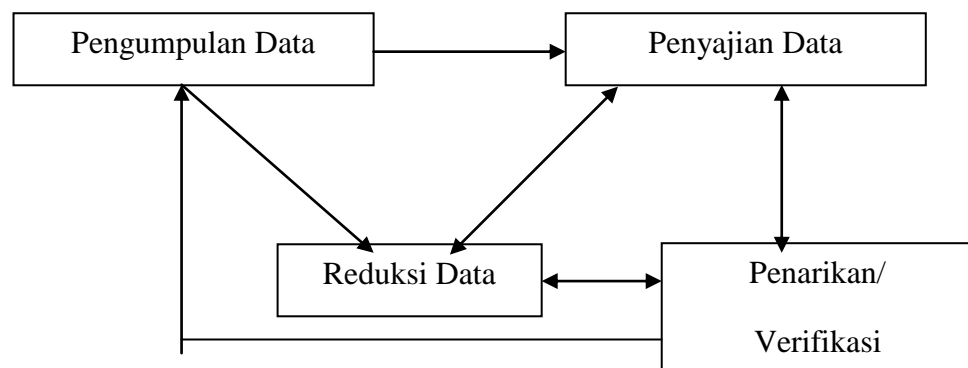 Pengumpulan Data
Penyajian Data
Reduksi Data
Penarikan/
Verifikasi